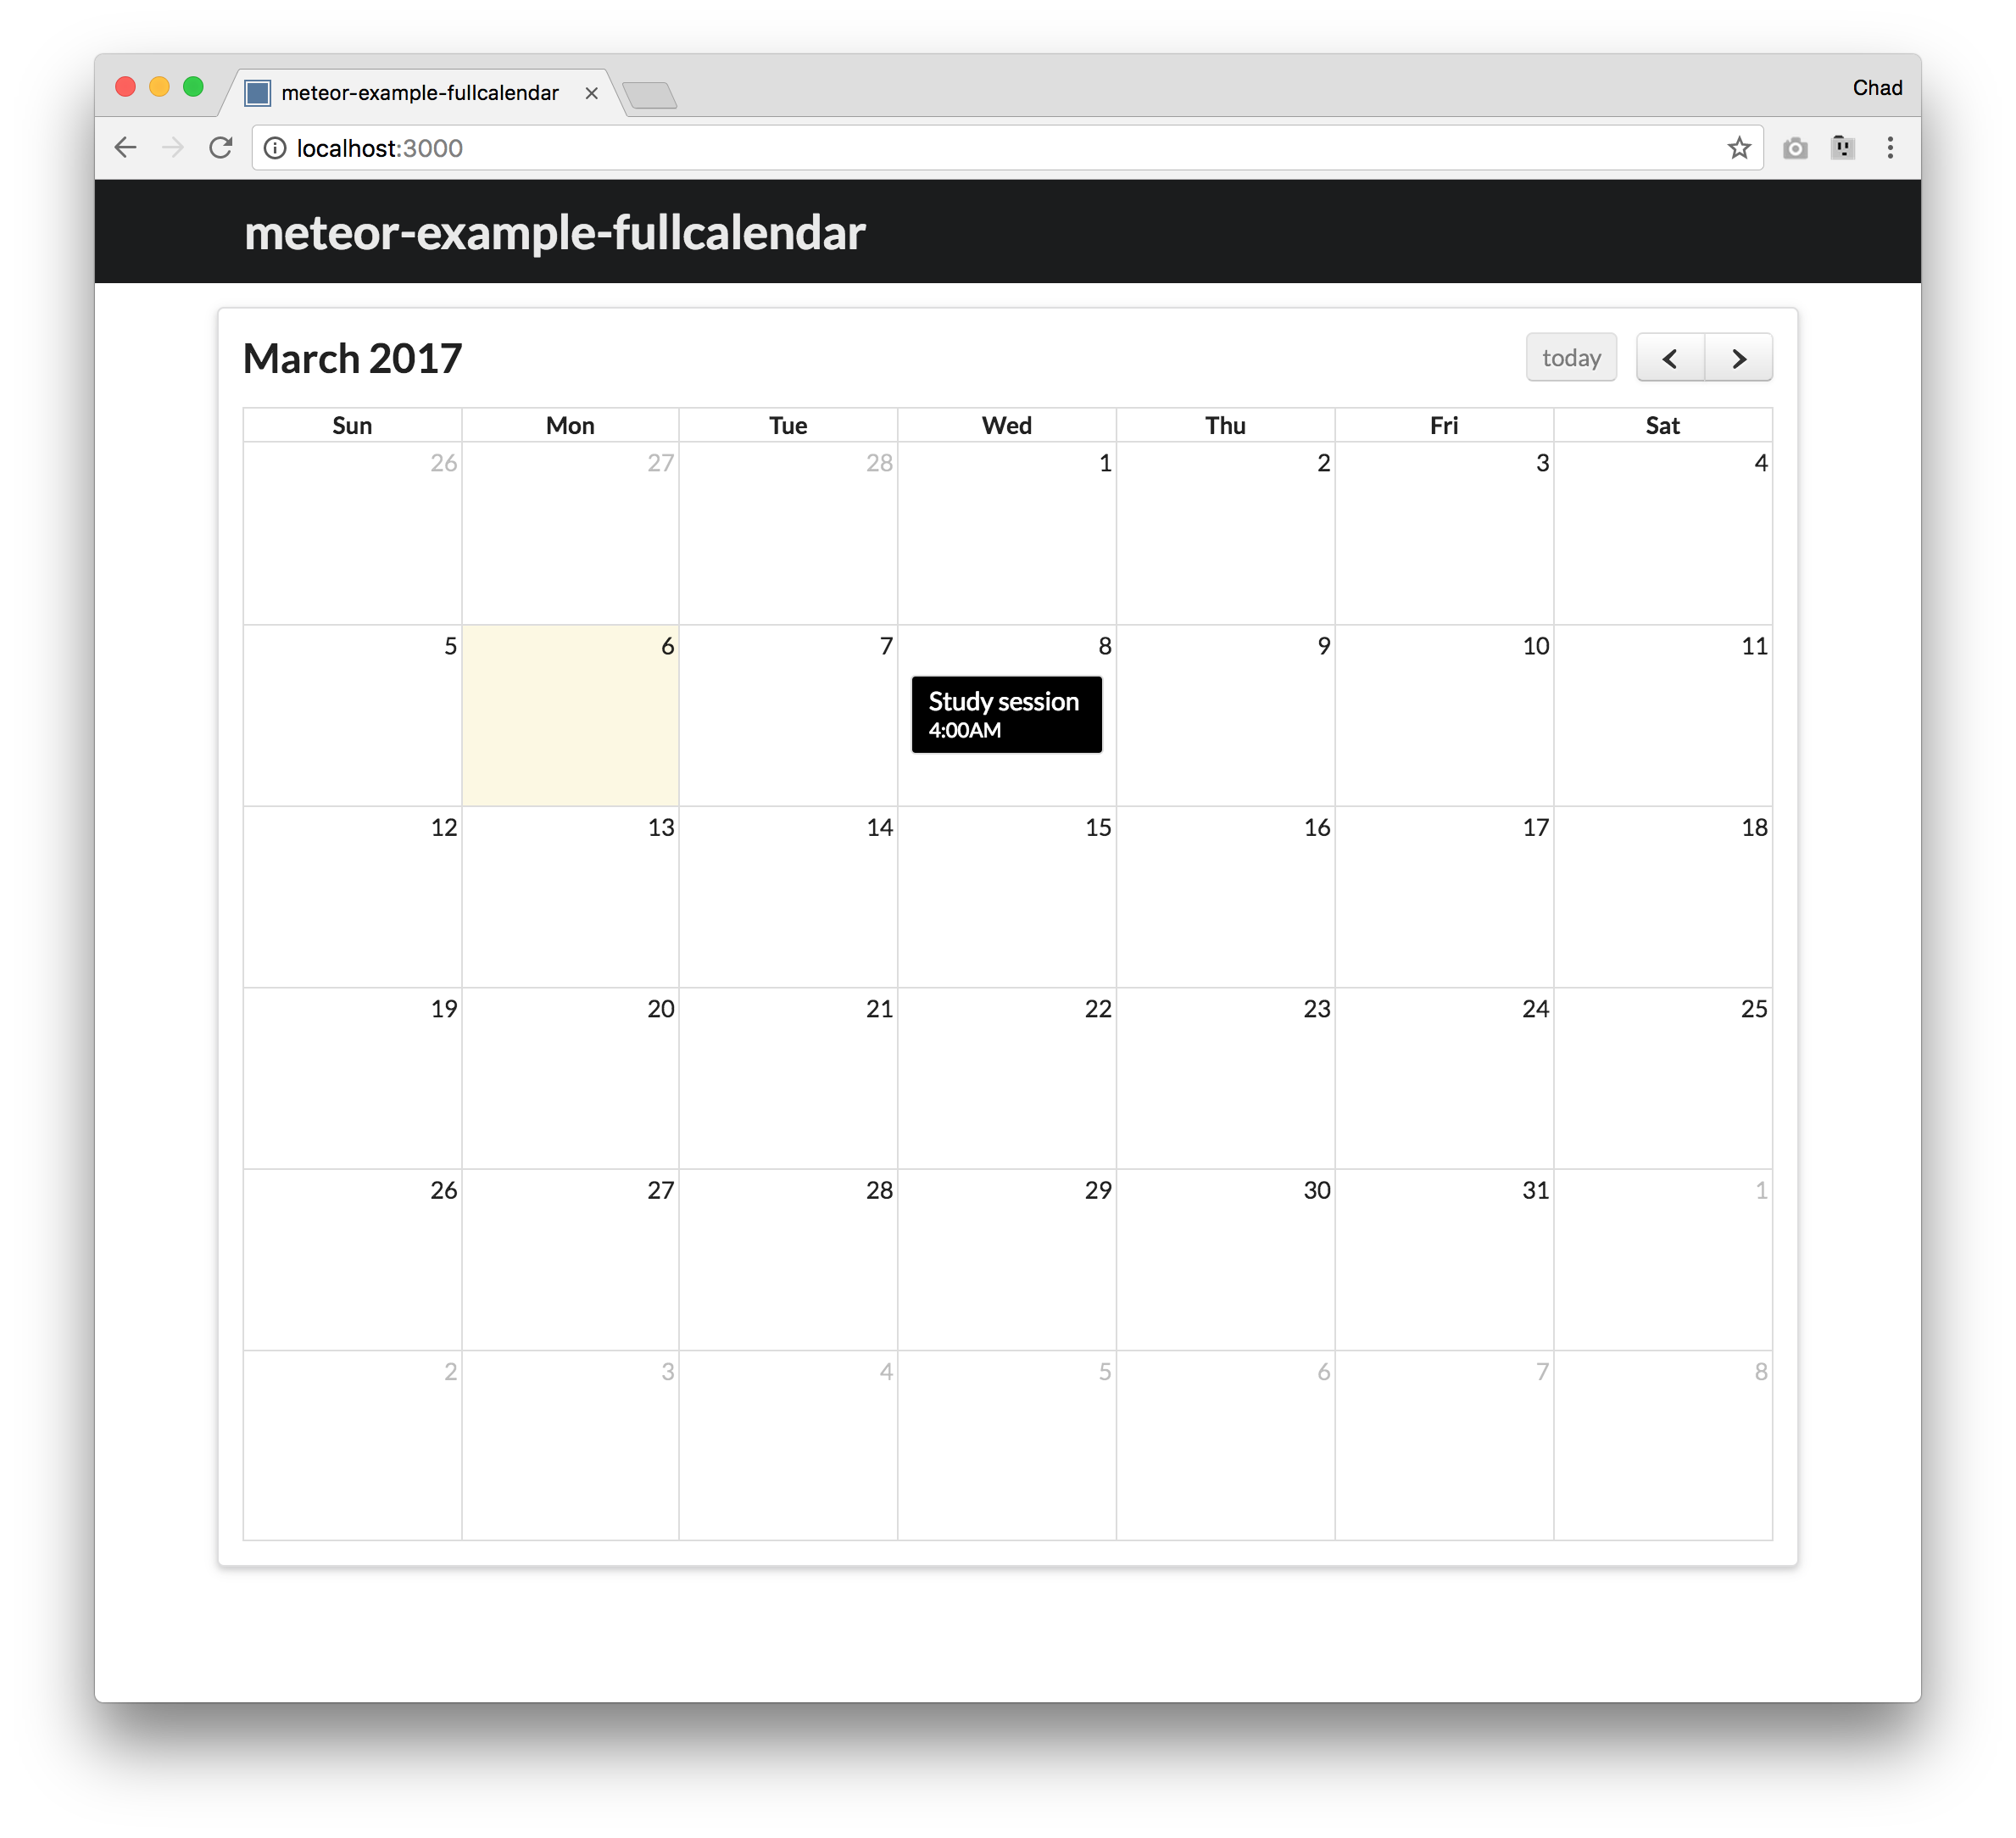 meteor-example-fullcalendar
Chad
localhost:3000
meteor-example-fullcalendar
March 2017
today
Sun Mon Tue Wed Thu Fri Sat
26 27 28 1 2 3 4
5 6 7 8 9 10 11
Study session
4:00AM
12 13 14 15 16 17 18
19 20 21 22 23 24 25
26 27 28 29 30 31 1
2 3 4 5 6 7 8